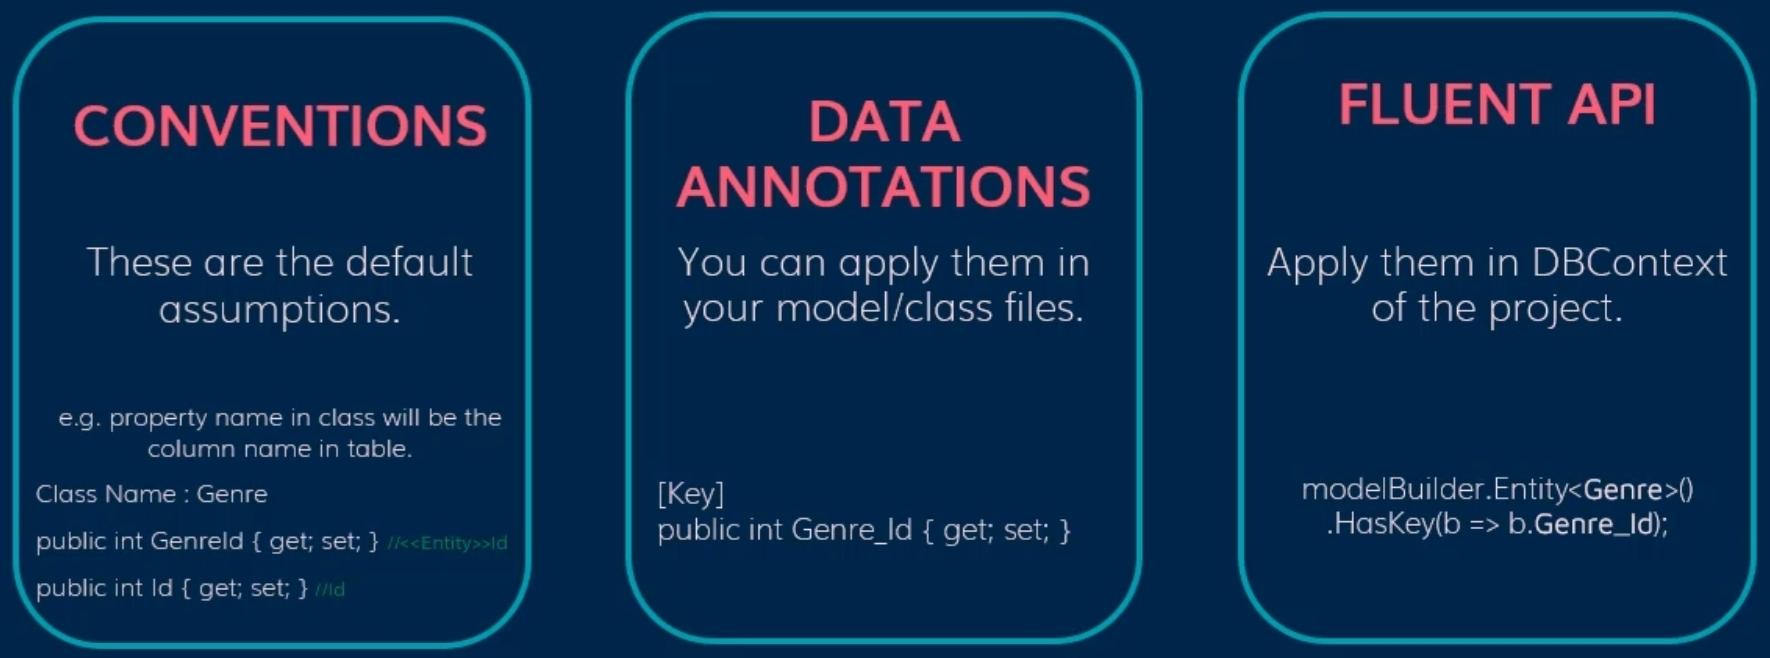 CONVENTIONS
These are the default
assumptions.
e.g. property name in class will be the
column name in table.
Class Name : Genre
public int GenreId { get; set; } //<<Entity>>Id
public int Id { get; set; } //Id
DATA
ANNOTATIONS
You can apply them in
your model/class files.
[Key]
public int Genre_Id { get; set; }
FLUENT API
Apply them in DBContext
of the project.
modelBuilder.Entity<Genre>()
.HasKey(b => b.Genre_Id);